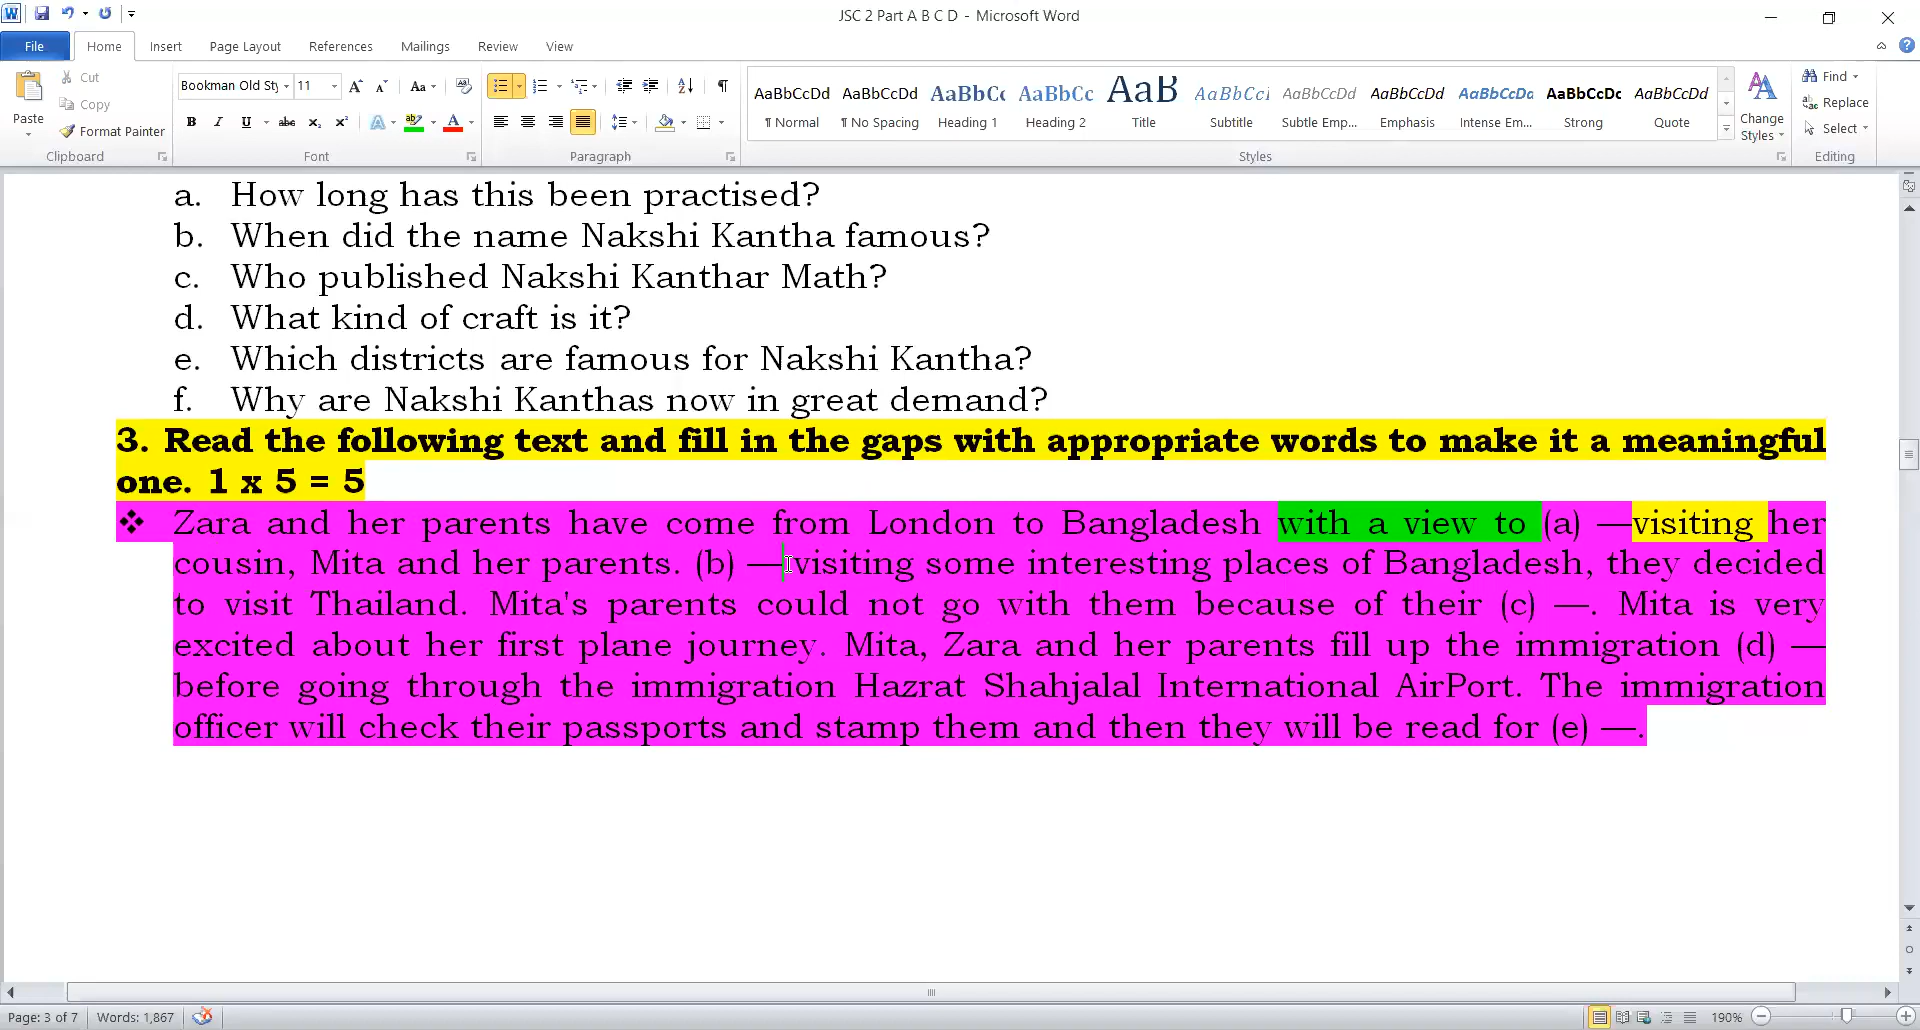 JSC 2 Part A B C D - Microsoft Word
File Home Insert Page Layout References Mailings Review View
Paste
Cut
Copy
Format Painter
Clipboard
Bookman Old Sty 11
Font
Paragraph
AaBbCcDd AaBbCcDd AaBbCc AaBbCc AaB AaBbCcI AaBbCcDd AaBbCcDd AaBbCcDd AaBbCcDc AaBbCcDd
¶ Normal ¶ No Spacing Heading 1 Heading 2 Title Subtitle Subtle Emp... Emphasis Intense Em... Strong Quote
Styles
Change Styles
Find
Replace
Select
Editing
a. How long has this been practised?
b. When did the name Nakshi Kantha famous?
c. Who published Nakshi Kanthar Math?
d. What kind of craft is it?
e. Which districts are famous for Nakshi Kantha?
f. Why are Nakshi Kanthas now in great demand?
3. Read the following text and fill in the gaps with appropriate words to make it a meaningful
one. 1 x 5 = 5
❖ Zara and her parents have come from London to Bangladesh with a view to (a) —visiting her
cousin, Mita and her parents. (b) — visiting some interesting places of Bangladesh, they decided
to visit Thailand. Mita's parents could not go with them because of their (c) —. Mita is very
excited about her first plane journey. Mita, Zara and her parents fill up the immigration (d) —
before going through the immigration Hazrat Shahjalal International AirPort. The immigration
officer will check their passports and stamp them and then they will be read for (e) —.
Page: 3 of 7 Words: 1,867 190%